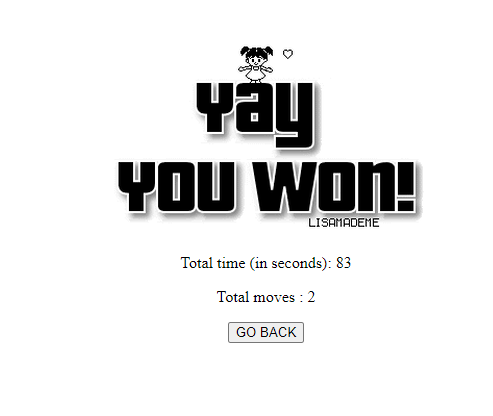 Yay
You won!
LISAMADEME
Total time (in seconds): 83
Total moves : 2
GO BACK